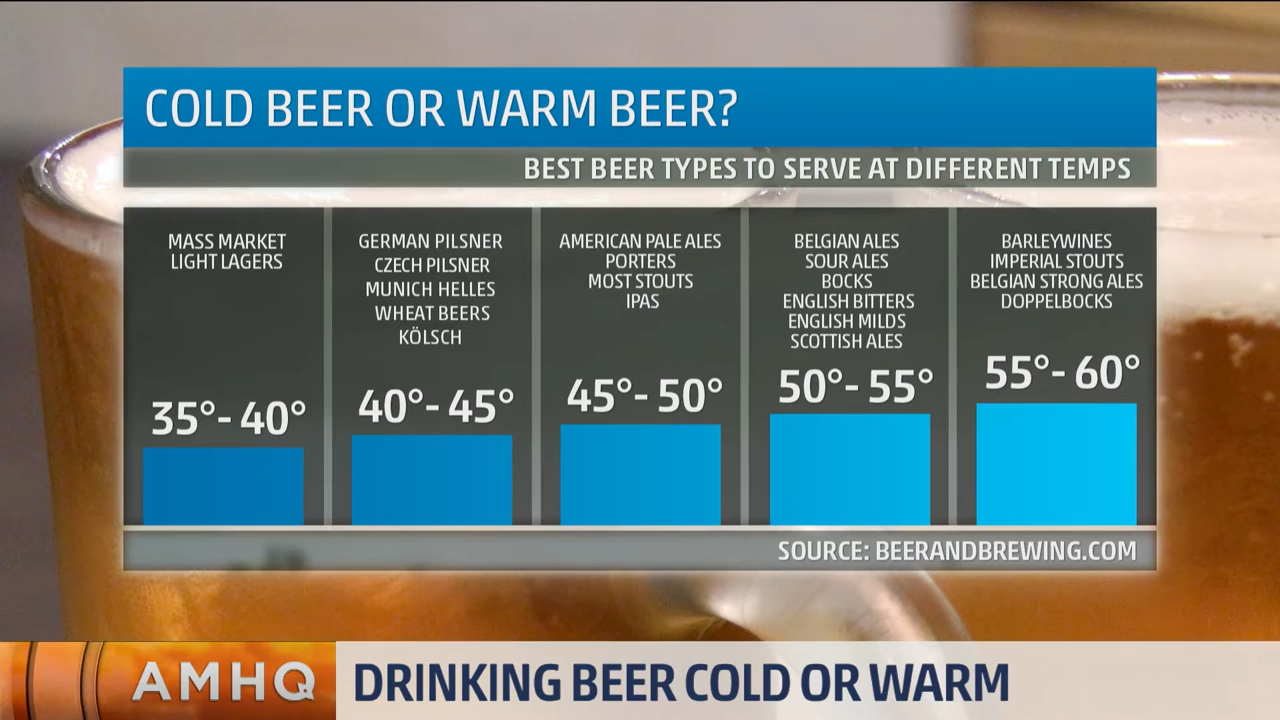 COLD BEER OR WARM BEER?
BEST BEER TYPES TO SERVE AT DIFFERENT TEMPS
MASS MARKET
LIGHT LAGERS
35°- 40°
GERMAN PILSNER
CZECH PILSNER
MUNICH HELLES
WHEAT BEERS
KÖLSCH
40°- 45°
AMERICAN PALE ALES
PORTERS
MOST STOUTS
IPAS
45°- 50°
BELGIAN ALES
SOUR ALES
BOCKS
ENGLISH BITTERS
ENGLISH MILDS
SCOTTISH ALES
50°- 55°
BARLEYWINES
IMPERIAL STOUTS
BELGIAN STRONG ALES
DOPPELBOCKS
55°- 60°
SOURCE: BEERANDBREWING.COM
AMHQ
DRINKING BEER COLD OR WARM